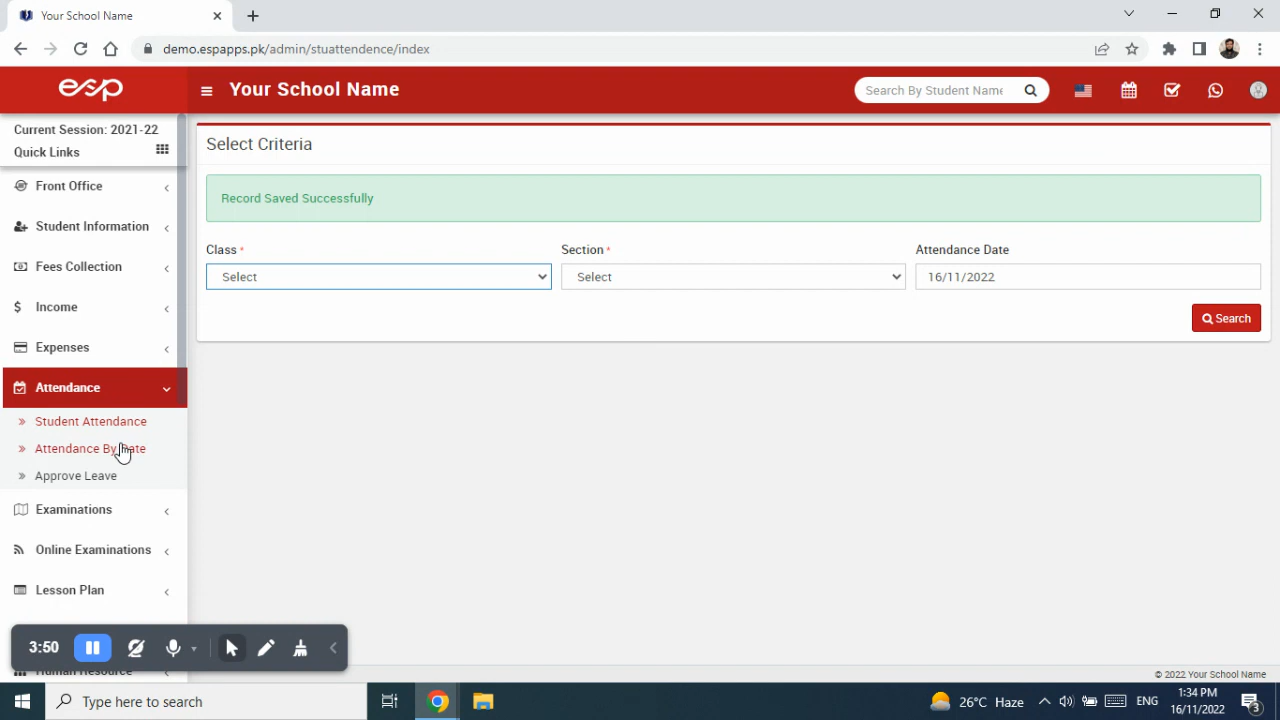 Your School Name
demo.espapps.pk/admin/stuattendence/index
esp
Your School Name
Search By Student Name
Current Session: 2021-22
Quick Links
Front Office
Student Information
Fees Collection
Income
Expenses
Attendance
Student Attendance
Attendance By Date
Approve Leave
Examinations
Online Examinations
Lesson Plan
Human Resource
Select Criteria
Record Saved Successfully
Class *
Section *
Attendance Date
Select
Select
16/11/2022
Search
3:50
© 2022 Your School Name
Type here to search
26°C Haze
ENG
1:34 PM
16/11/2022
3